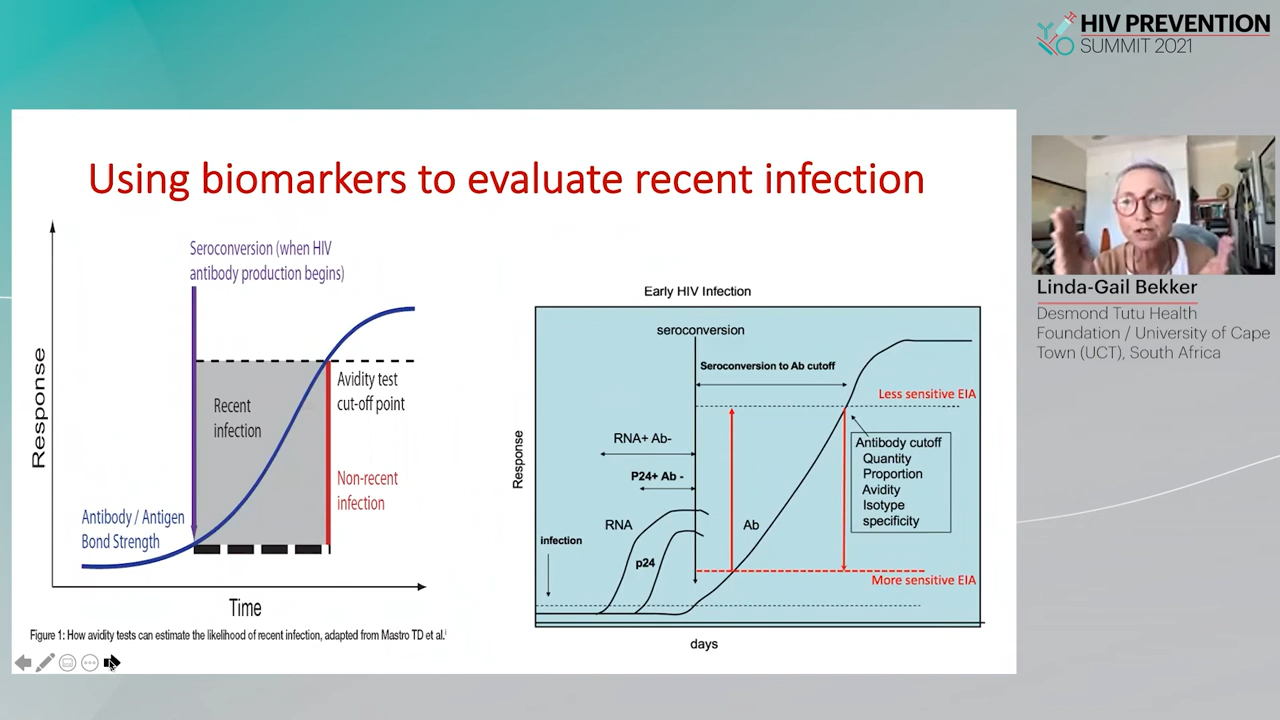 HIV PREVENTION
SUMMIT 2021
Using biomarkers to evaluate recent infection
Seroconversion (when HIV
antibody production begins)
Response
Recent
infection
Avidity test
cut-off point
Non-recent
infection
Antibody / Antigen
Bond Strength
Time
Figure 1: How avidity tests can estimate the likelihood of recent infection, adapted from Mastro TD et al.
Early HIV Infection
seroconversion
Seroconversion to Ab cutoff
Less sensitive EIA
RNA+ Ab-
P24+ Ab -
Antibody cutoff
Quantity
Proportion
Avidity
Isotype
specificity
Response
RNA
Ab
infection
p24
More sensitive EIA
days
Linda-Gail Bekker
Desmond Tutu Health
Foundation / University of Cape
Town (UCT), South Africa